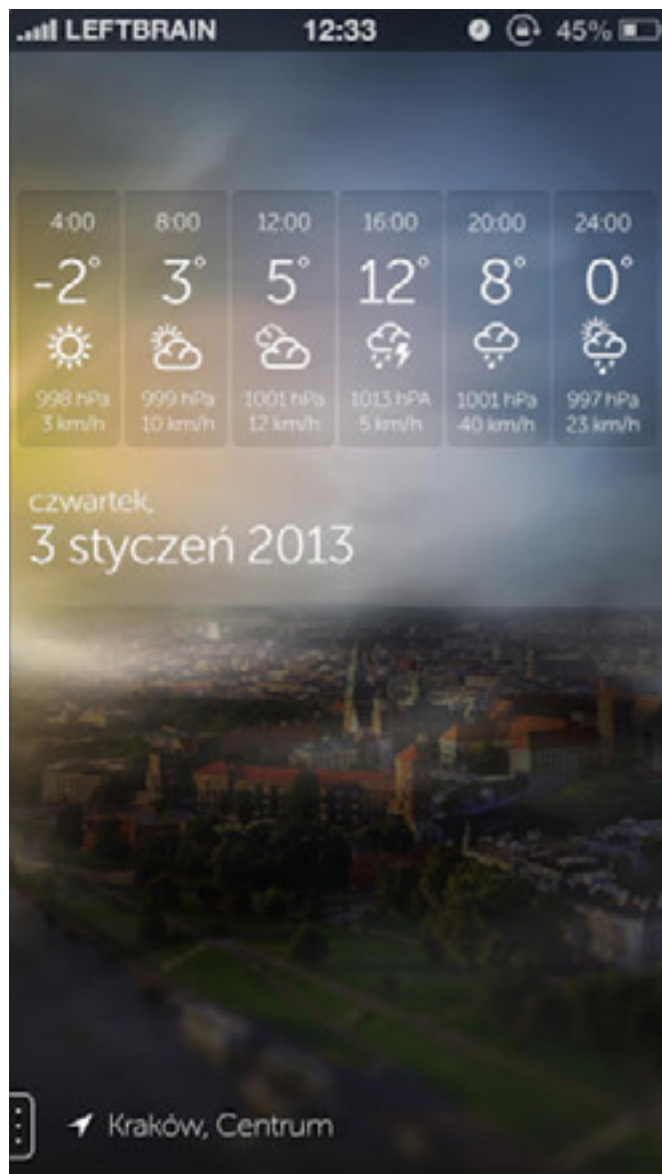 LEFTBRAIN 12:33 45%
4:00 8:00 12:00 16:00 20:00 24:00
-2° 3° 5° 12° 8° 0°
998 hPa 999 hPa 1001 hPa 1013 hPA 1001 hPa 997 hPa
3 km/h 10 km/h 12 km/h 5 km/h 40 km/h 23 km/h
czwartek,
3 styczeń 2013
Kraków, Centrum